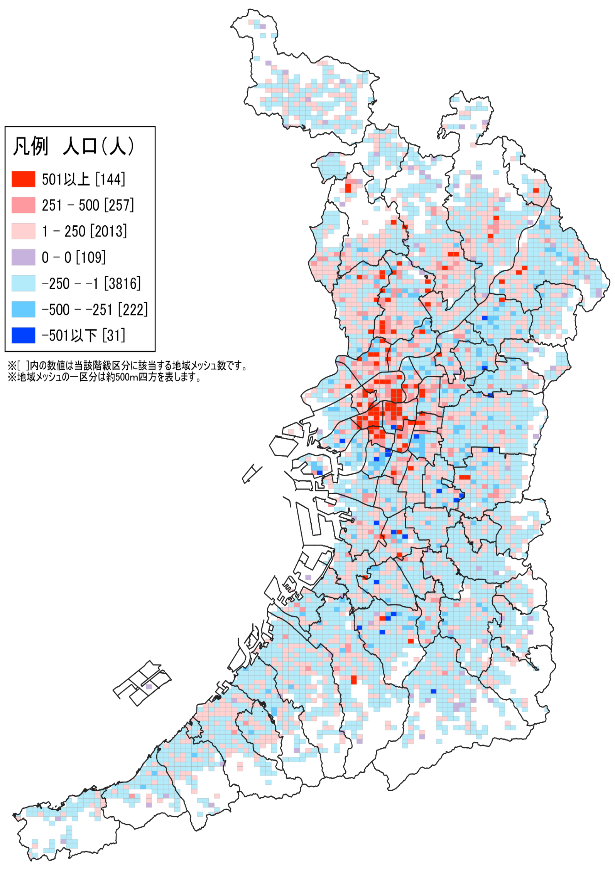 凡例 人口(人)
501以上 [144]
251 - 500 [257]
1 - 250 [2013]
0 - 0 [109]
-250 - -1 [3816]
-500 - -251 [222]
-501以下 [31]
※[ ]内の数値は当該階級区分に該当する地域メッシュ数です。
※地域メッシュの一区分は約500m四方を表します。